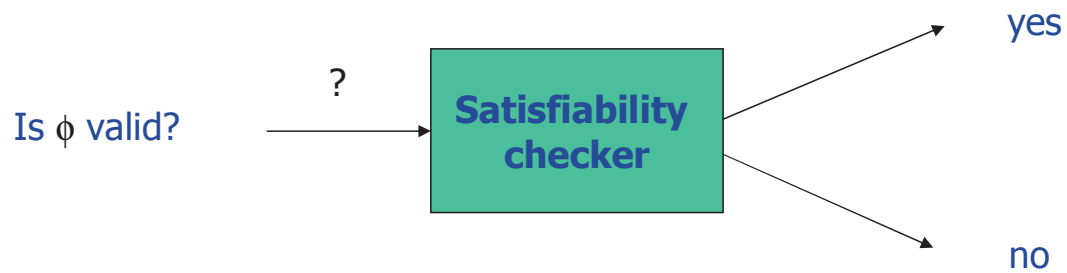 yes
?
Is ϕ valid?
Satisfiability
checker
no